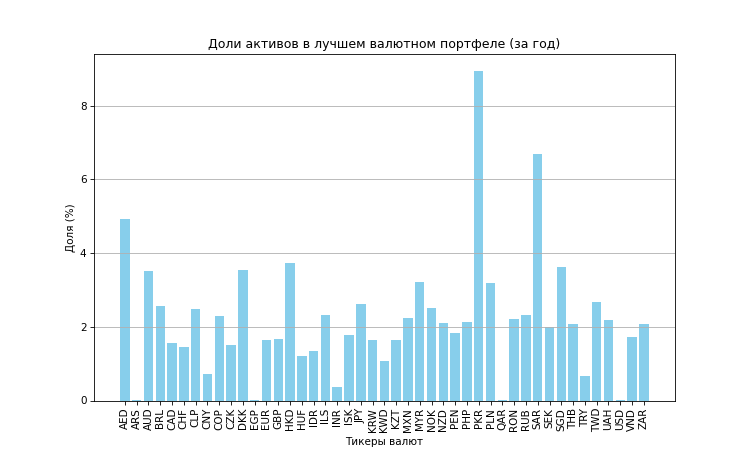 Доли активов в лучшем валютном портфеле (за год)
Доля (%)
8
6
4
2
0
AED ARS AUD BRL CAD CHF CLP CNY COP CZK DKK EGP EUR GBP HKD HUF IDR ILS INR ISK JPY KRW KWD KZT MXN MYR NOK NZD PEN PHP PKR PLN QAR RON RUB SAR SEK SGD THB TRY TWD UAH USD VND ZAR
Тикеры валют